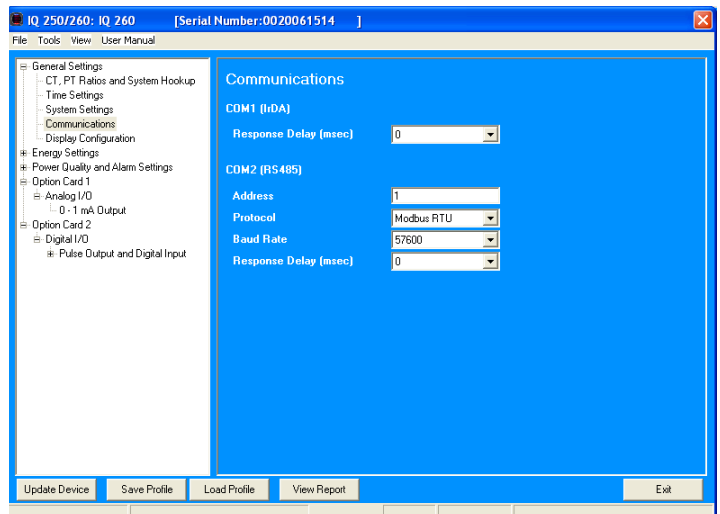 IQ 250/260: IQ 260 [Serial Number:0020061514 ]
File Tools View User Manual
General Settings
CT, PT Ratios and System Hookup
Time Settings
System Settings
Communications
Display Configuration
Energy Settings
Power Quality and Alarm Settings
Option Card 1
Analog I/O
0 - 1 mA Output
Option Card 2
Digital I/O
Pulse Output and Digital Input
Communications
COM1 (IrDA)
Response Delay (msec) 0
COM2 (RS485)
Address 1
Protocol Modbus RTU
Baud Rate 57600
Response Delay (msec) 0
Update Device Save Profile Load Profile View Report Exit